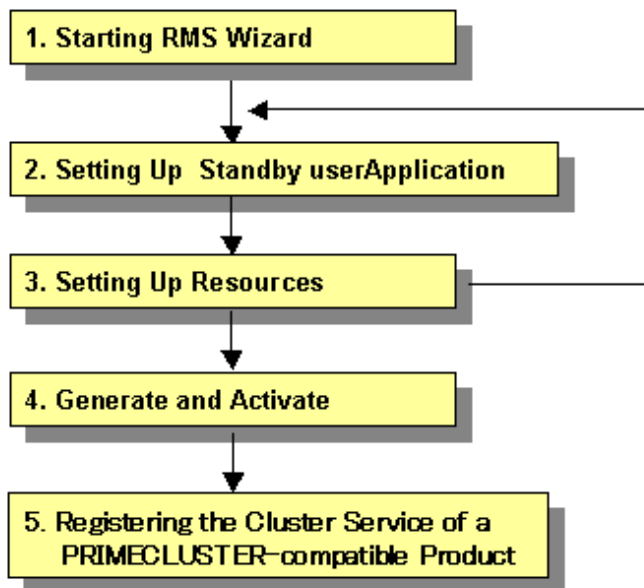 1. Starting RMS Wizard
2. Setting Up Standby userApplication
3. Setting Up Resources
4. Generate and Activate
5. Registering the Cluster Service of a
PRIMECLUSTER-compatible Product